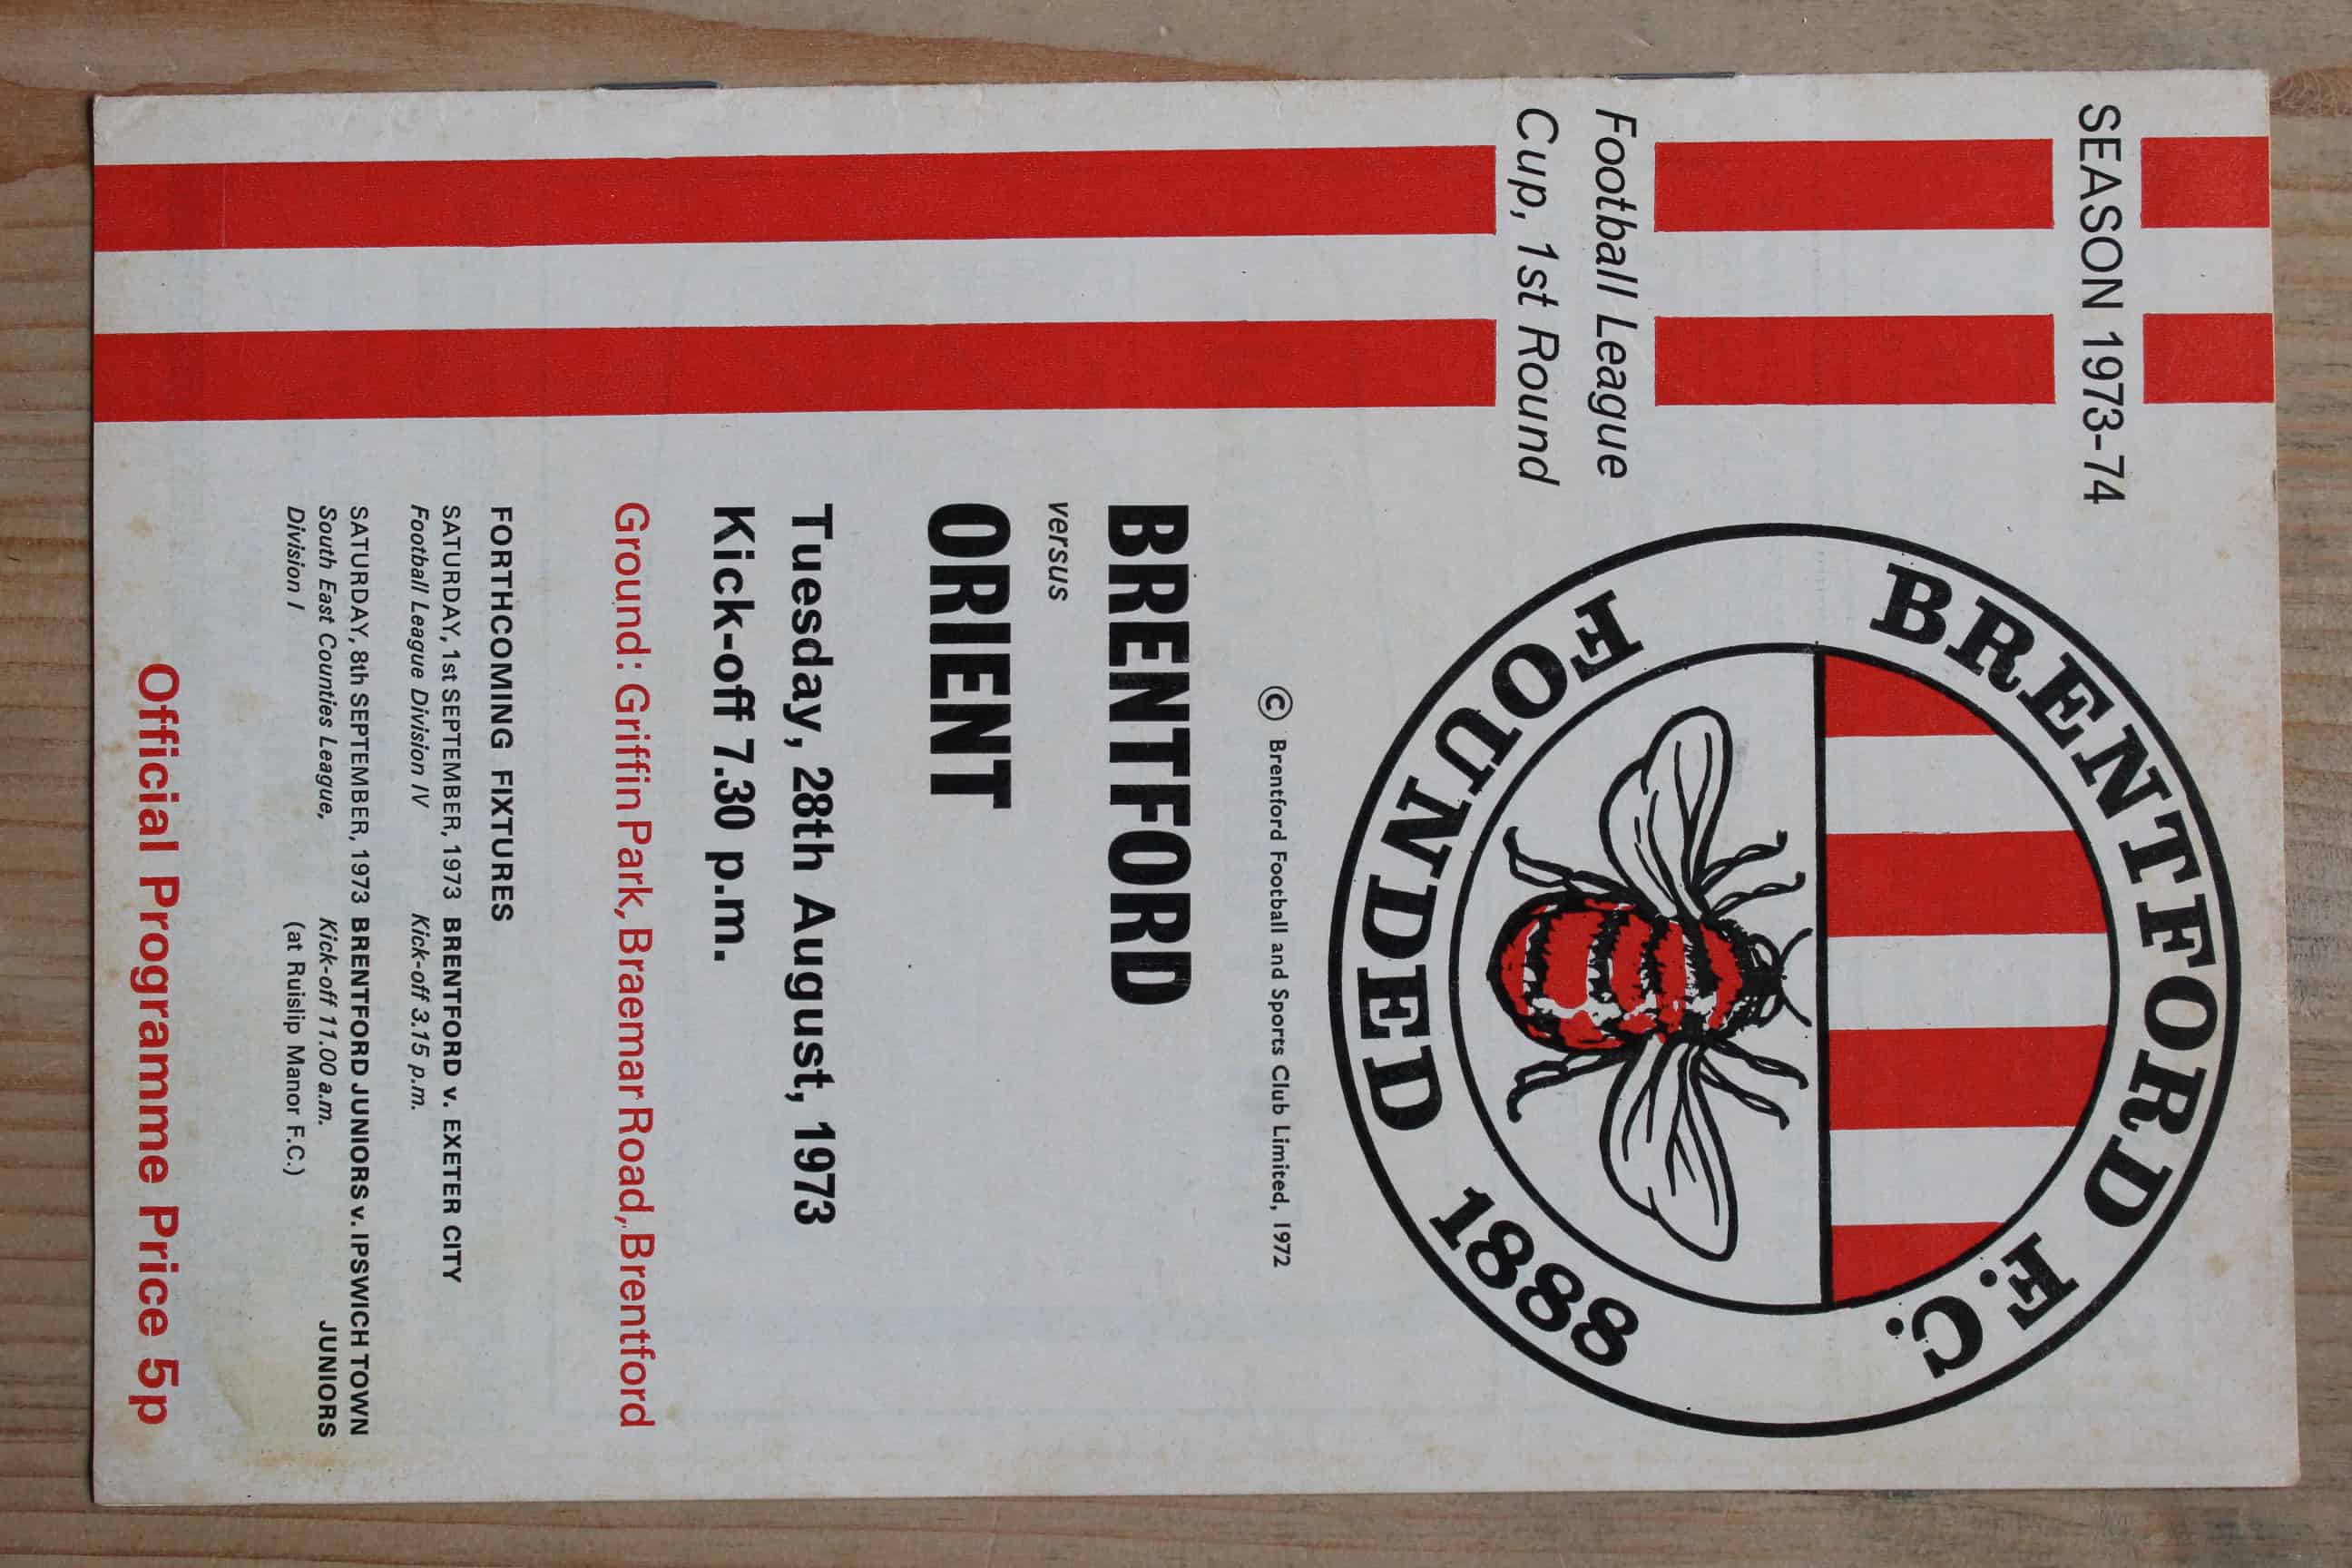 SEASON 1973-74
BRENTFORD F.C.
FOUNDED 1888
Football League
Cup, 1st Round
© Brentford Football and Sports Club Limited, 1972
BRENTFORD
versus
ORIENT
Tuesday, 28th August, 1973
Kick-off 7.30 p.m.
Ground: Griffin Park, Braemar Road, Brentford
FORTHCOMING FIXTURES
SATURDAY, 1st SEPTEMBER, 1973 BRENTFORD v. EXETER CITY
Football League Division IV Kick-off 3.15 p.m.
SATURDAY, 8th SEPTEMBER, 1973 BRENTFORD JUNIORS v. IPSWICH TOWN
South East Counties League, Kick-off 11.00 a.m. JUNIORS
Division I (at Ruislip Manor F.C.)
Official Programme Price 5p